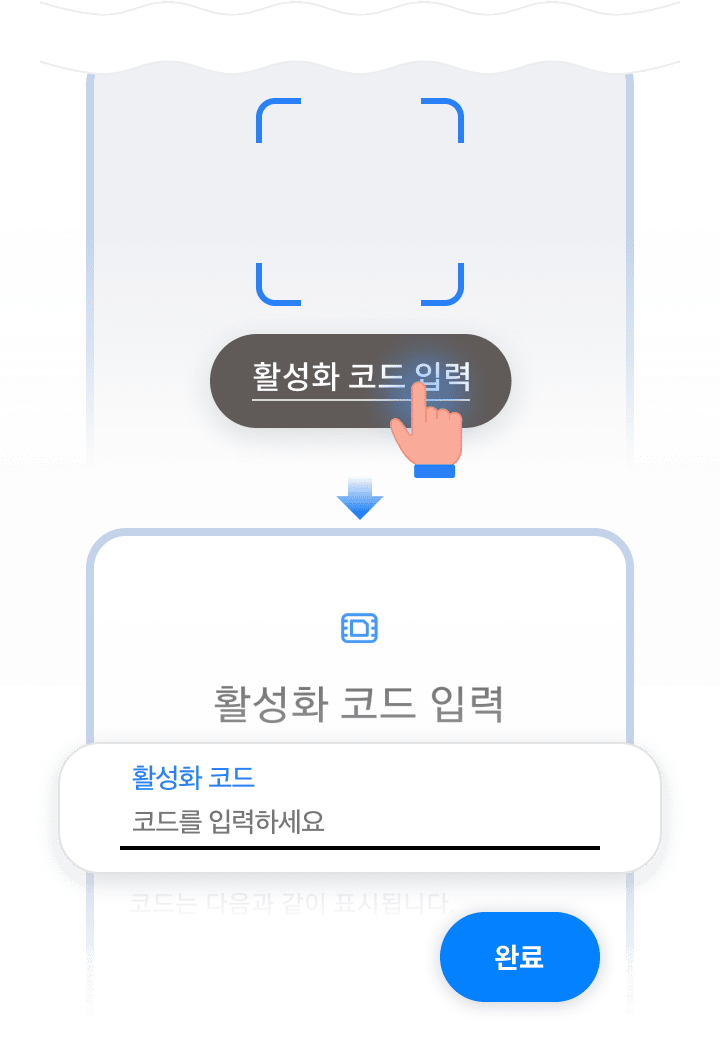 활성화 코드 입력
활성화 코드 입력
활성화 코드
코드를 입력하세요
코드는 다음과 같이 표시됩니다
완료